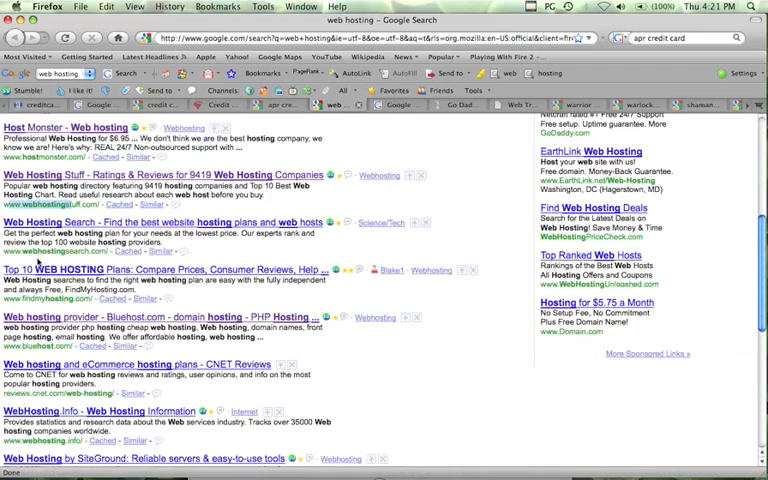 Firefox File Edit View History Bookmarks Tools Window Help PG (100%) Thu 4:21 PM
web hosting - Google Search
http://www.google.com/search?q=web+hosting&ie=utf-8&oe=utf-8&aq=t&rls=org.mozilla:en-US:official&client=fire apr credit card
Most Visited Getting Started Latest Headlines Apple Yahoo! Google Maps YouTube Wikipedia News Popular Playing With Fire 2 -
Google web hosting Search Bookmarks PageRank AutoLink AutoFill Send to web hosting Settings
Stumble! I like it! Send to Channels: All Favorites Friends Tools
creditca Google credit c Credit apr cre web Google Go Dad Web Tr warrior warlock shaman
Host Monster - Web hosting Webhosting
Professional Web Hosting for $6.95 ... We don't think we are the best hosting company,
we know we are! Here's why: REAL 24/7 Non-outsourced support with ...
www.hostmonster.com/ - Cached - Similar -
Web Hosting Stuff - Ratings & Reviews for 9419 Web Hosting Companies Webhosting
Popular web hosting directory featuring 9419 hosting companies and Top 10 Best Web
Hosting Chart. Read useful research about each web host before you buy.
www.webhostingstuff.com/ - Cached - Similar -
Web Hosting Search - Find the best website hosting plans and web hosts Science/Tech
Get the perfect web hosting plan for your needs at the lowest price. Our experts rank and
review the top 100 website hosting providers.
www.webhostingsearch.com/ - Cached - Similar -
Top 10 WEB HOSTING Plans: Compare Prices, Consumer Reviews, Help ... Blake1 - Webhosting
Web Hosting searches to find the right web hosting plan are easy with the fully independent
and always Free, FindMyHosting.com.
www.findmyhosting.com/ - Cached - Similar -
Web hosting provider - Bluehost.com - domain hosting - PHP Hosting ... Webhosting
web hosting provider php hosting cheap web hosting, Web hosting, domain names, front
page hosting, email hosting. We offer affordable hosting, web hosting ...
www.bluehost.com/ - Cached - Similar -
Web hosting and eCommerce hosting plans - CNET Reviews
Come to CNET for web hosting reviews and ratings, user opinions, and info on the most
popular hosting providers.
reviews.cnet.com/web-hosting/ - Cached - Similar -
WebHosting.Info - Web Hosting Information Internet
Provides statistics and research data about the Web services industry. Tracks over 35000 Web
hosting companies worldwide.
www.webhosting.info/ - Cached - Similar -
Web Hosting by SiteGround: Reliable servers & easy-to-use tools Webhosting
Netcraft rated #1 Free 24/7
Free setup. Uptime guarantee. More
GoDaddy.com
EarthLink Web Hosting
Host your web site with us!
Free domain. Money-Back Guarantee.
www.EarthLink.net/Web-Hosting
Washington, DC (Hagerstown, MD)
Find Web Hosting Deals
Search for the Latest Deals on
Web Hosting! Save Money & Time
WebHostingPriceCheck.com
Top Ranked Web Hosts
Rankings of the Best Web Hosts
All Hosting Offers and Coupons
www.WebHostingUnleashed.com
Hosting for $5.75 a Month
No Setup Fee, No Commitment
Plus Free Domain Name!
www.Domain.com
More Sponsored Links »
Done